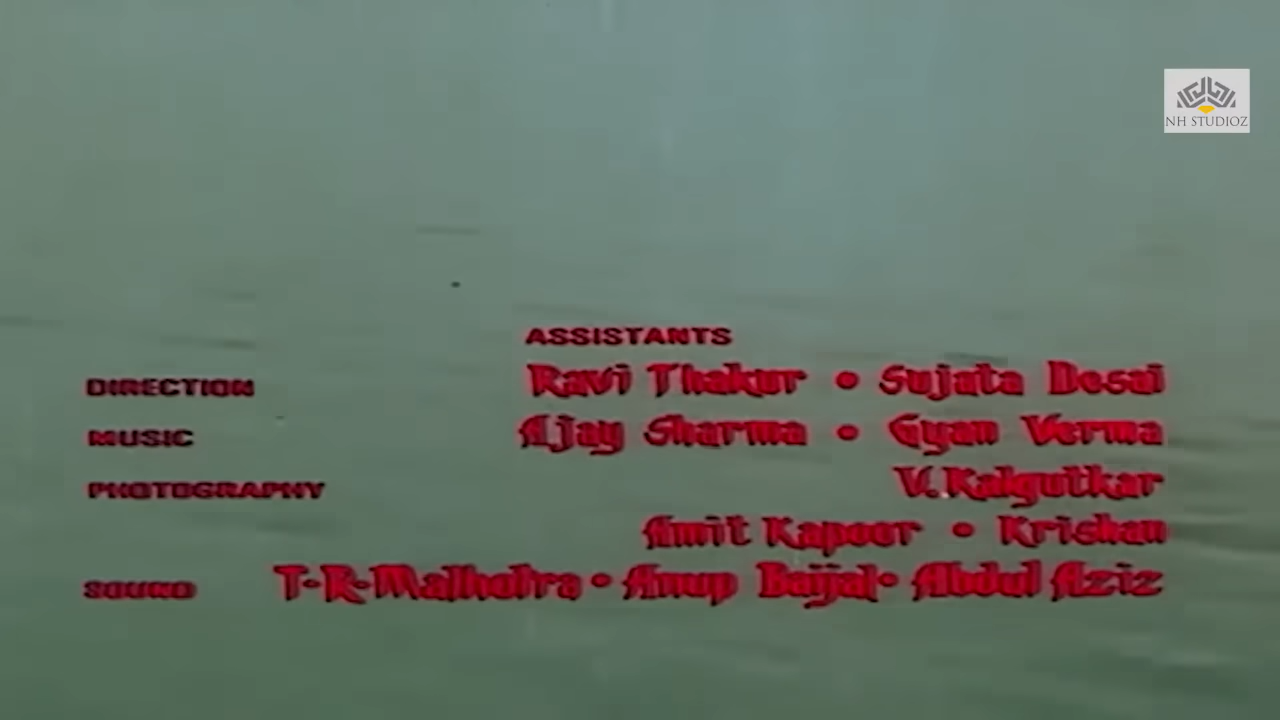 NH STUDIOZ
ASSISTANTS
DIRECTION Ravi Thakur • Sujata Desai
MUSIC Ajay Sharma • Gyan Verma
PHOTOGRAPHY V. Kalgutkar
Amit Kapoor • Krishan
SOUND T•R•Malhotra • Anup Baijal • Abdul Aziz